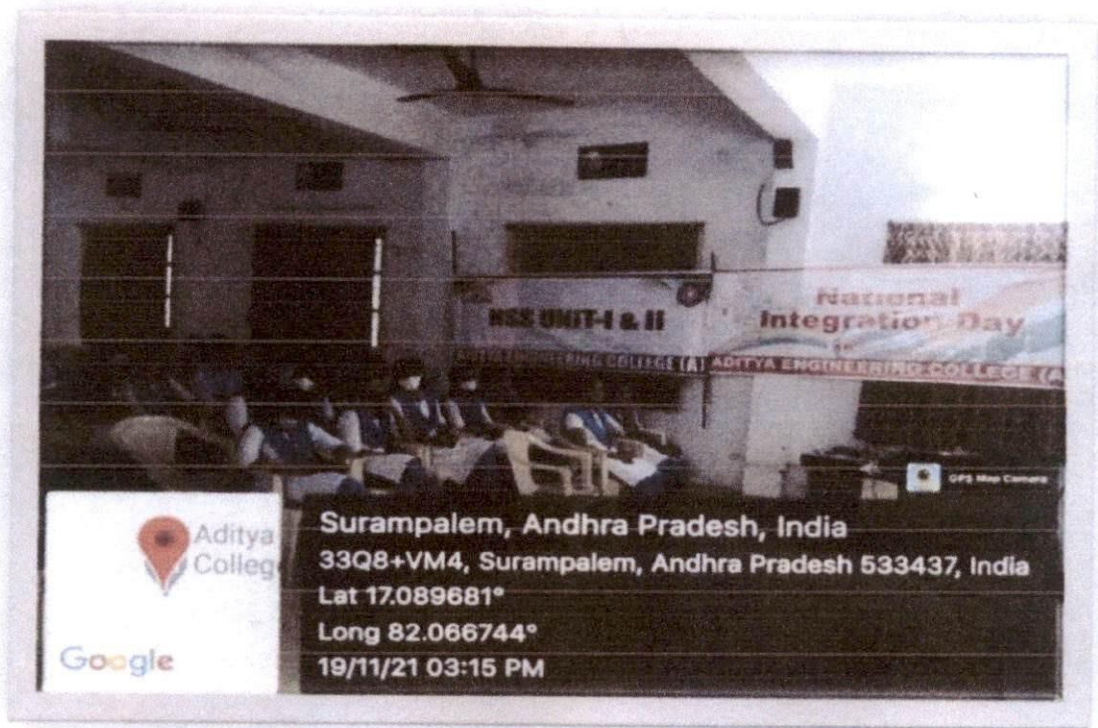 NSS UNIT-I & II
ADITYA ENGINEERING COLLEGE (A)
National
Integration Day
ADITYA ENGINEERING COLLEGE (A
GPS Map Camera
Aditya
Colleg
Google
Surampalem, Andhra Pradesh, India
33Q8+VM4, Surampalem, Andhra Pradesh 533437, India
Lat 17.089681°
Long 82.066744°
19/11/21 03:15 PM